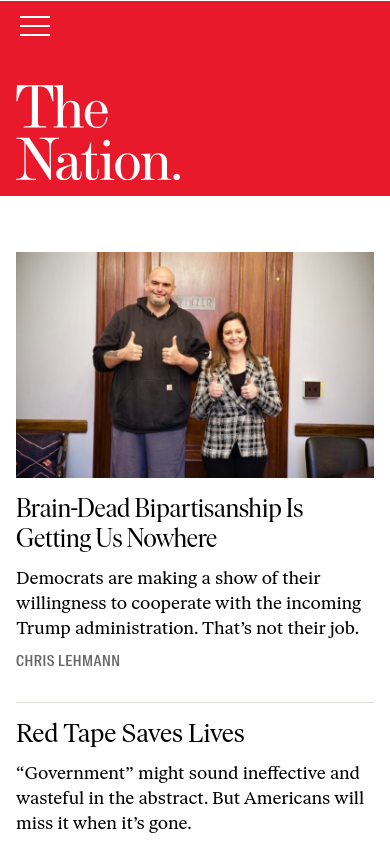 The
Nation.
Brain-Dead Bipartisanship Is
Getting Us Nowhere
Democrats are making a show of their
willingness to cooperate with the incoming
Trump administration. That’s not their job.
CHRIS LEHMANN
Red Tape Saves Lives
“Government” might sound ineffective and
wasteful in the abstract. But Americans will
miss it when it’s gone.